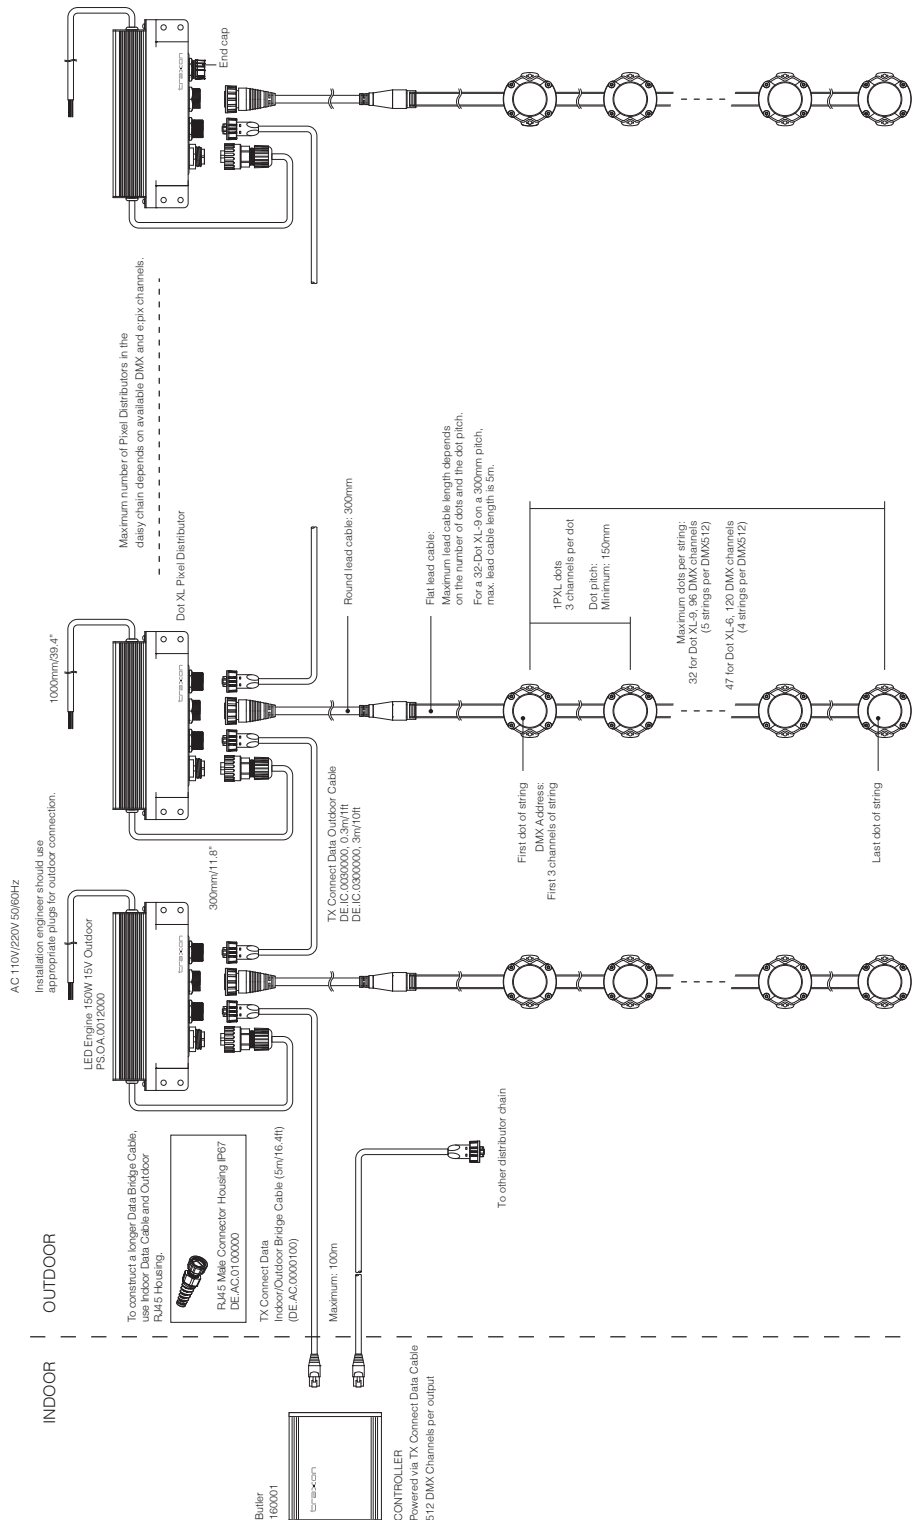 INDOOR
OUTDOOR
AC 110V/220V 50/60Hz
Installation engineer should use
appropriate plugs for outdoor connection.
LED Engine 150W 15V Outdoor
PS.OA.0012000
1000mm/39.4"
Maximum number of Pixel Distributors in the
daisy chain depends on available DMX and e:pix channels.
Dot XL Pixel Distributor
End cap
traxon
traxon
traxon
To construct a longer Data Bridge Cable,
use Indoor Data Cable and Outdoor
RJ45 Housing.
RJ45 Male Connector Housing IP67
DE.AC.0100000
300mm/11.8"
TX Connect Data
Indoor/Outdoor Bridge Cable (5m/16.4ft)
(DE.AC.0000100)
Butler
160001
traxon
Maximum: 100m
TX Connect Data Outdoor Cable
DE.IC.0030000, 0.3m/1ft
DE.IC.0300000, 3m/10ft
Round lead cable: 300mm
CONTROLLER
Powered via TX Connect Data Cable
512 DMX Channels per output
Flat lead cable:
Maximum lead cable length depends
on the number of dots and the dot pitch.
For a 32-Dot XL-9 on a 300mm pitch,
max. lead cable length is 5m.
To other distributor chain
First dot of string
DMX Address:
First 3 channels of string
1PXL dots
3 channels per dot
Dot pitch:
Minimum: 150mm
Maximum dots per string:
32 for Dot XL-9, 96 DMX channels
(5 strings per DMX512)
47 for Dot XL-6, 120 DMX channels
(4 strings per DMX512)
Last dot of string